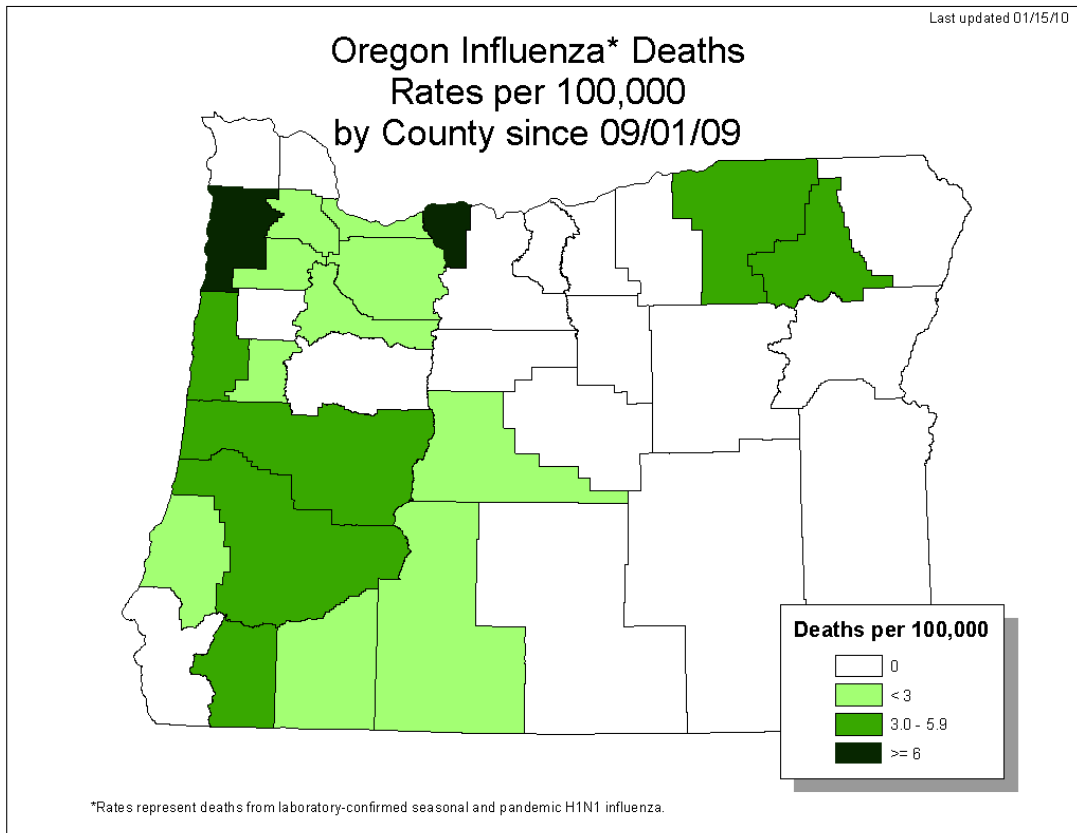 Last updated 01/15/10
Oregon Influenza* Deaths
Rates per 100,000
by County since 09/01/09
Deaths per 100,000
0
< 3
3.0 - 5.9
>= 6
*Rates represent deaths from laboratory-confirmed seasonal and pandemic H1N1 influenza.